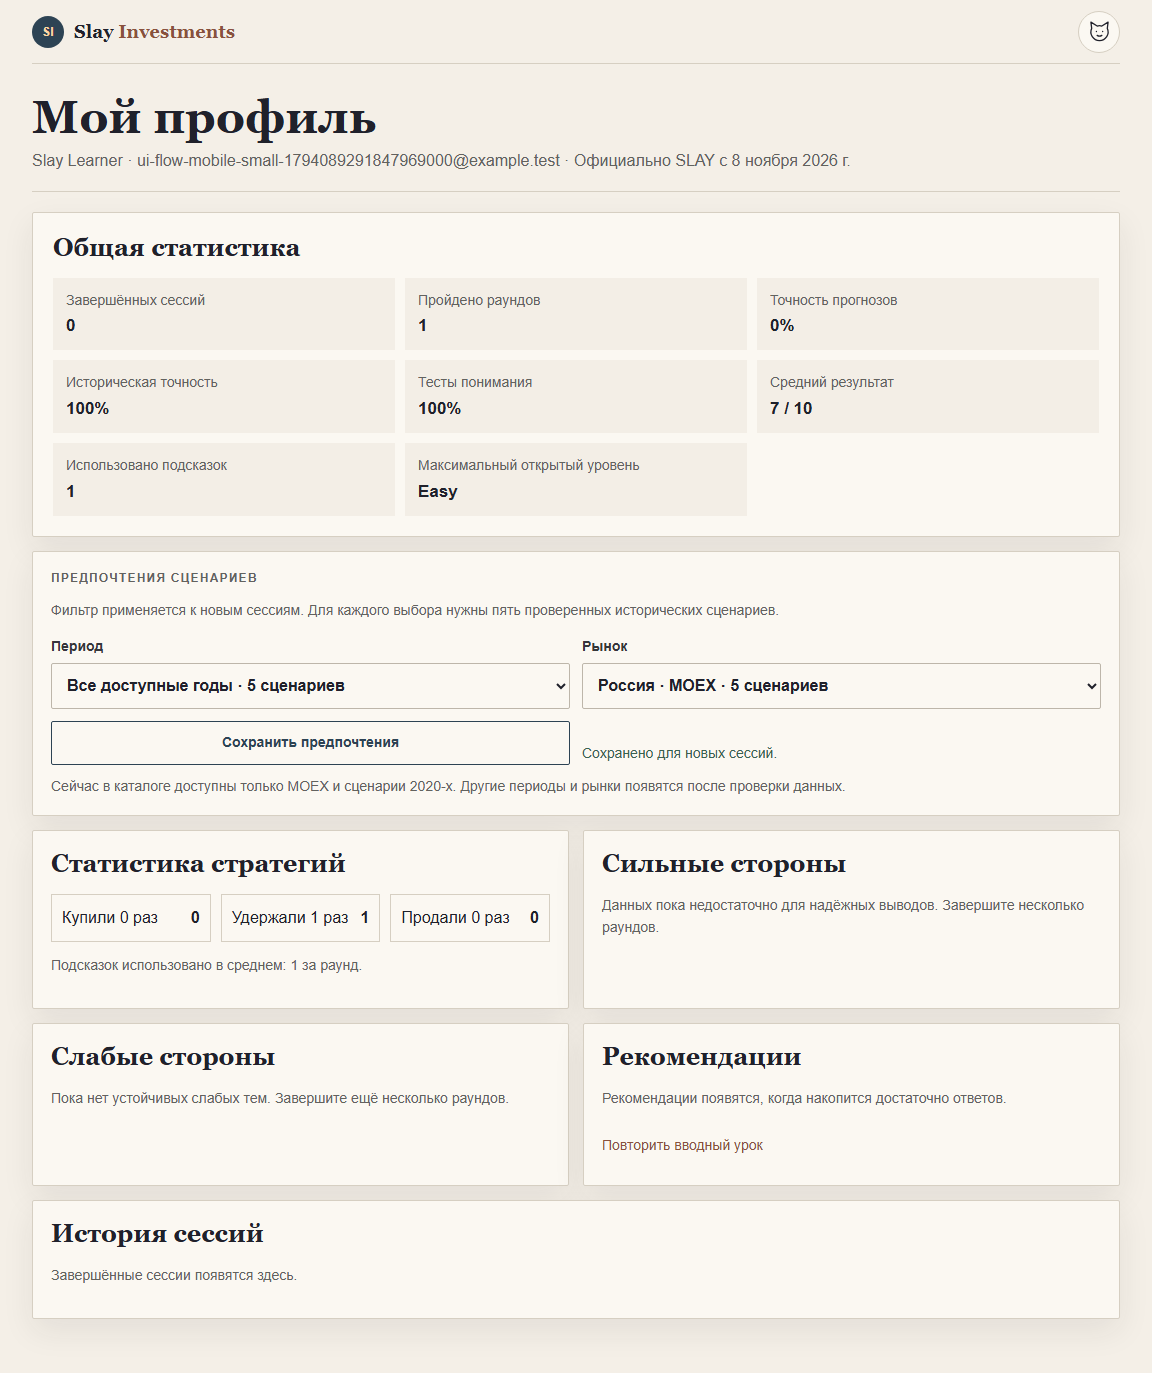 SI
Slay Investments
Мой профиль
Slay Learner · ui-flow-mobile-small-1794089291847969000@example.test · Официально SLAY с 8 ноября 2026 г.
Общая статистика
Завершённых сессий
0
Пройдено раундов
1
Точность прогнозов
0%
Историческая точность
100%
Тесты понимания
100%
Средний результат
7 / 10
Использовано подсказок
1
Максимальный открытый уровень
Easy
ПРЕДПОЧТЕНИЯ СЦЕНАРИЕВ
Фильтр применяется к новым сессиям. Для каждого выбора нужны пять проверенных исторических сценариев.
Период
Все доступные годы · 5 сценариев
Рынок
Россия · MOEX · 5 сценариев
Сохранить предпочтения
Сохранено для новых сессий.
Сейчас в каталоге доступны только MOEX и сценарии 2020-х. Другие периоды и рынки появятся после проверки данных.
Статистика стратегий
Купили 0 раз 0
Удержали 1 раз 1
Продали 0 раз 0
Подсказок использовано в среднем: 1 за раунд.
Сильные стороны
Данных пока недостаточно для надёжных выводов. Завершите несколько
раундов.
Слабые стороны
Пока нет устойчивых слабых тем. Завершите ещё несколько раундов.
Рекомендации
Рекомендации появятся, когда накопится достаточно ответов.
Повторить вводный урок
История сессий
Завершённые сессии появятся здесь.